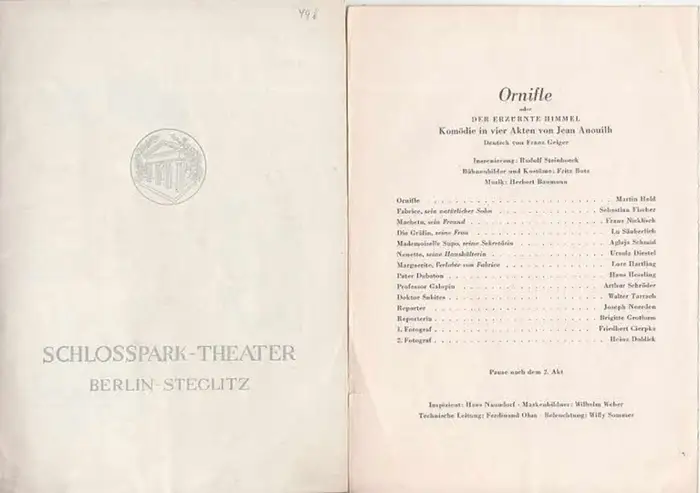 498
SCHLOSSPARK-THEATER
BERLIN-STEGLITZ
Ornifle
oder
DER ERZÜRNTE HIMMEL
Komödie in vier Akten von Jean Anouilh
Deutsch von Franz Geiger
Inszenierung: Rudolf Steinboeck
Bühnenbilder und Kostüme: Fritz Butz
Musik: Herbert Baumann
Ornifle Martin Held
Fabrice, sein natürlicher Sohn Sebastian Fischer
Machetu, sein Freund Franz Nicklisch
Die Gräfin, seine Frau Lu Säuberlich
Mademoiselle Supo, seine Sekretärin Aglaja Schmid
Nenette, seine Haushälterin Ursula Diestel
Marguerite, Verlobte von Fabrice Lore Hartling
Pater Dubaton Hans Hessling
Professor Galopin Arthur Schröder
Doktor Subites Walter Tarrach
Reporter Joseph Noerden
Reporterin Brigitte Grothum
1. Fotograf Friedbert Cierpka
2. Fotograf Heinz Dublick
Pause nach dem 2. Akt
Inspizient: Hans Nanndorf · Maskenbildner: Wilhelm Weber
Technische Leitung: Ferdinand Ohm · Beleuchtung: Willy Sommer